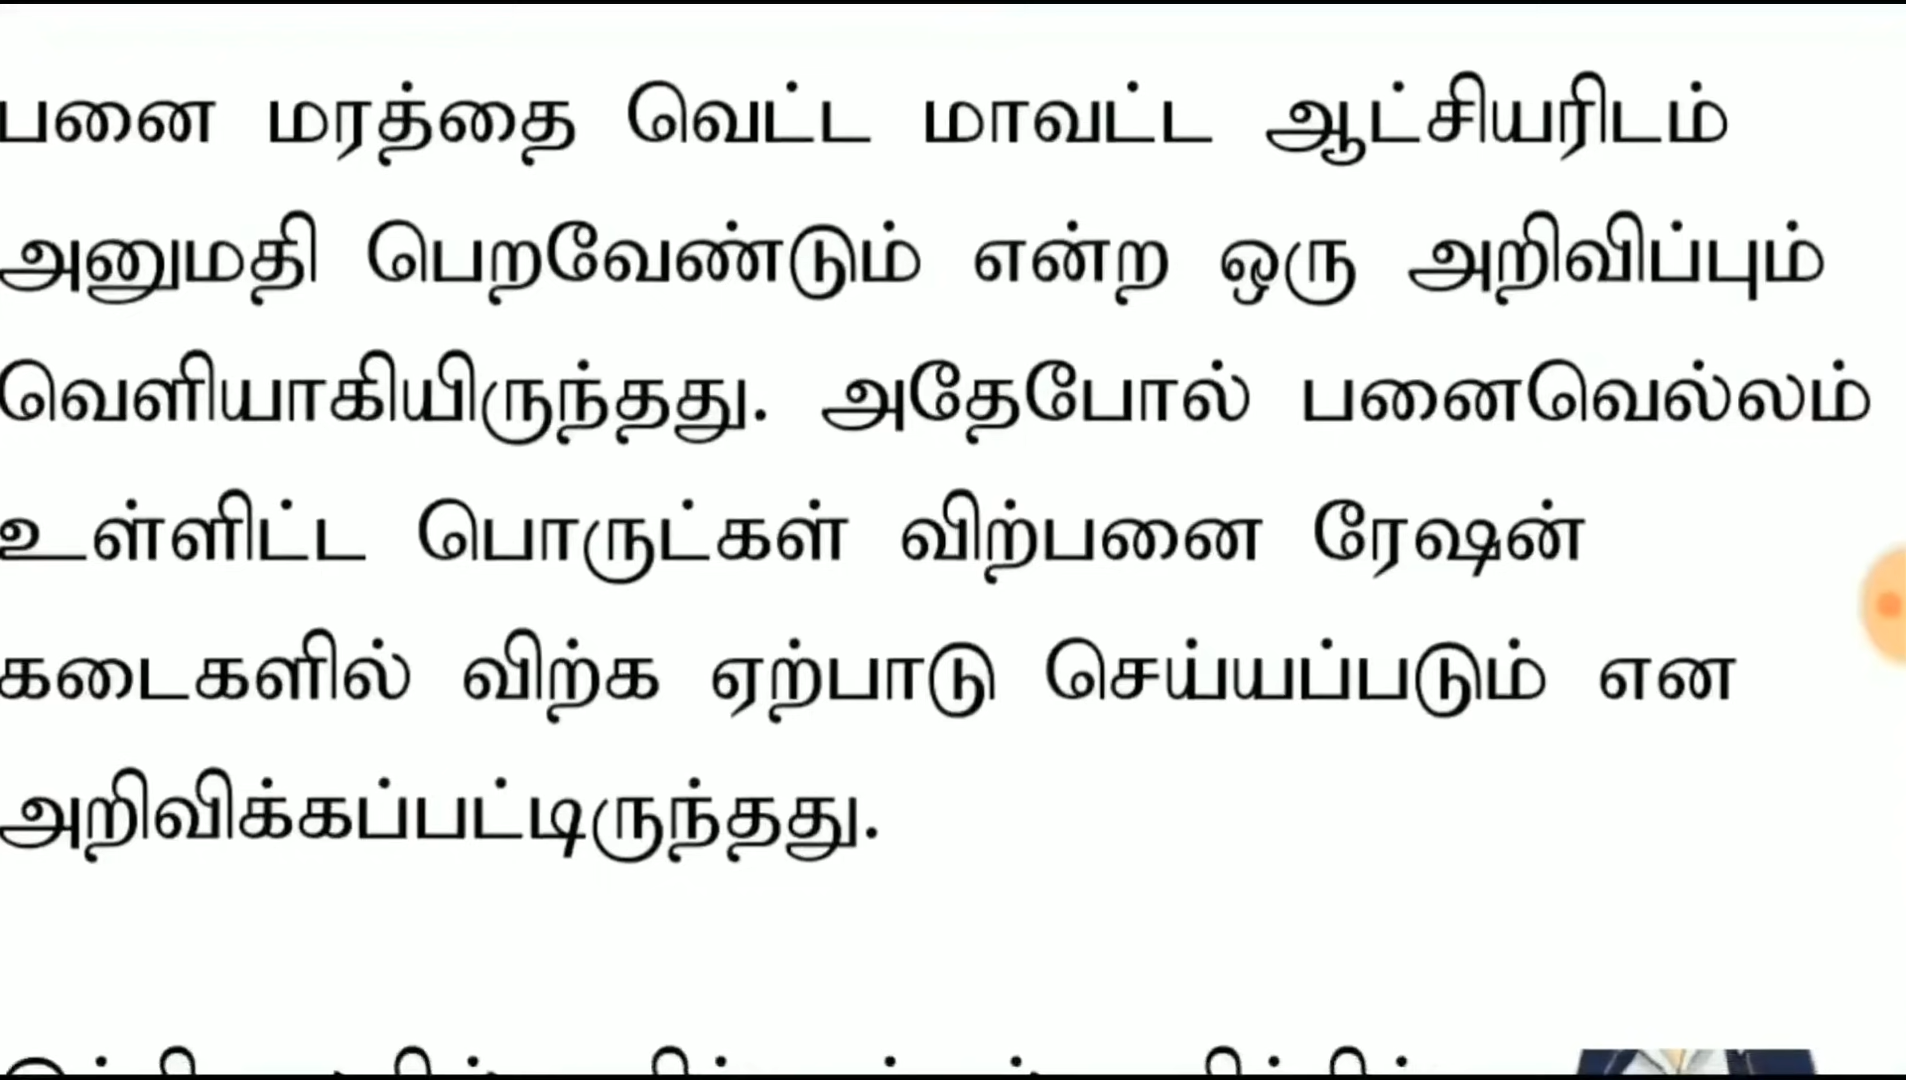 பனை மரத்தை வெட்ட மாவட்ட ஆட்சியரிடம்
அனுமதி பெறவேண்டும் என்ற ஒரு அறிவிப்பும்
வெளியாகியிருந்தது. அதேபோல் பனைவெல்லம்
உள்ளிட்ட பொருட்கள் விற்பனை ரேஷன்
கடைகளில் விற்க ஏற்பாடு செய்யப்படும் என
அறிவிக்கப்பட்டிருந்தது.